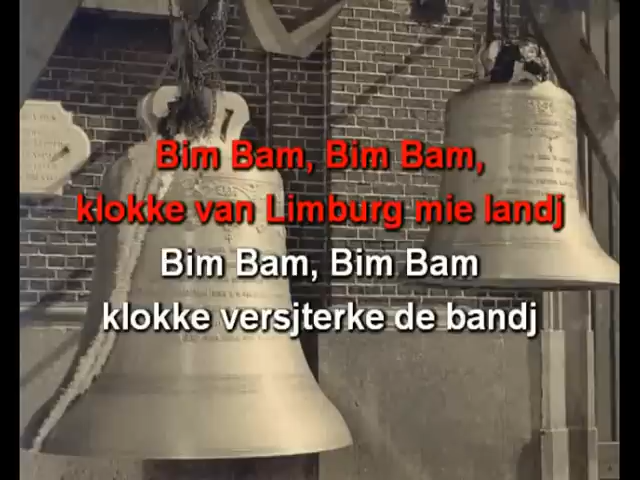 Bim Bam, Bim Bam,
klokke van Limburg mie landj
Bim Bam, Bim Bam
klokke versjterke de bandj